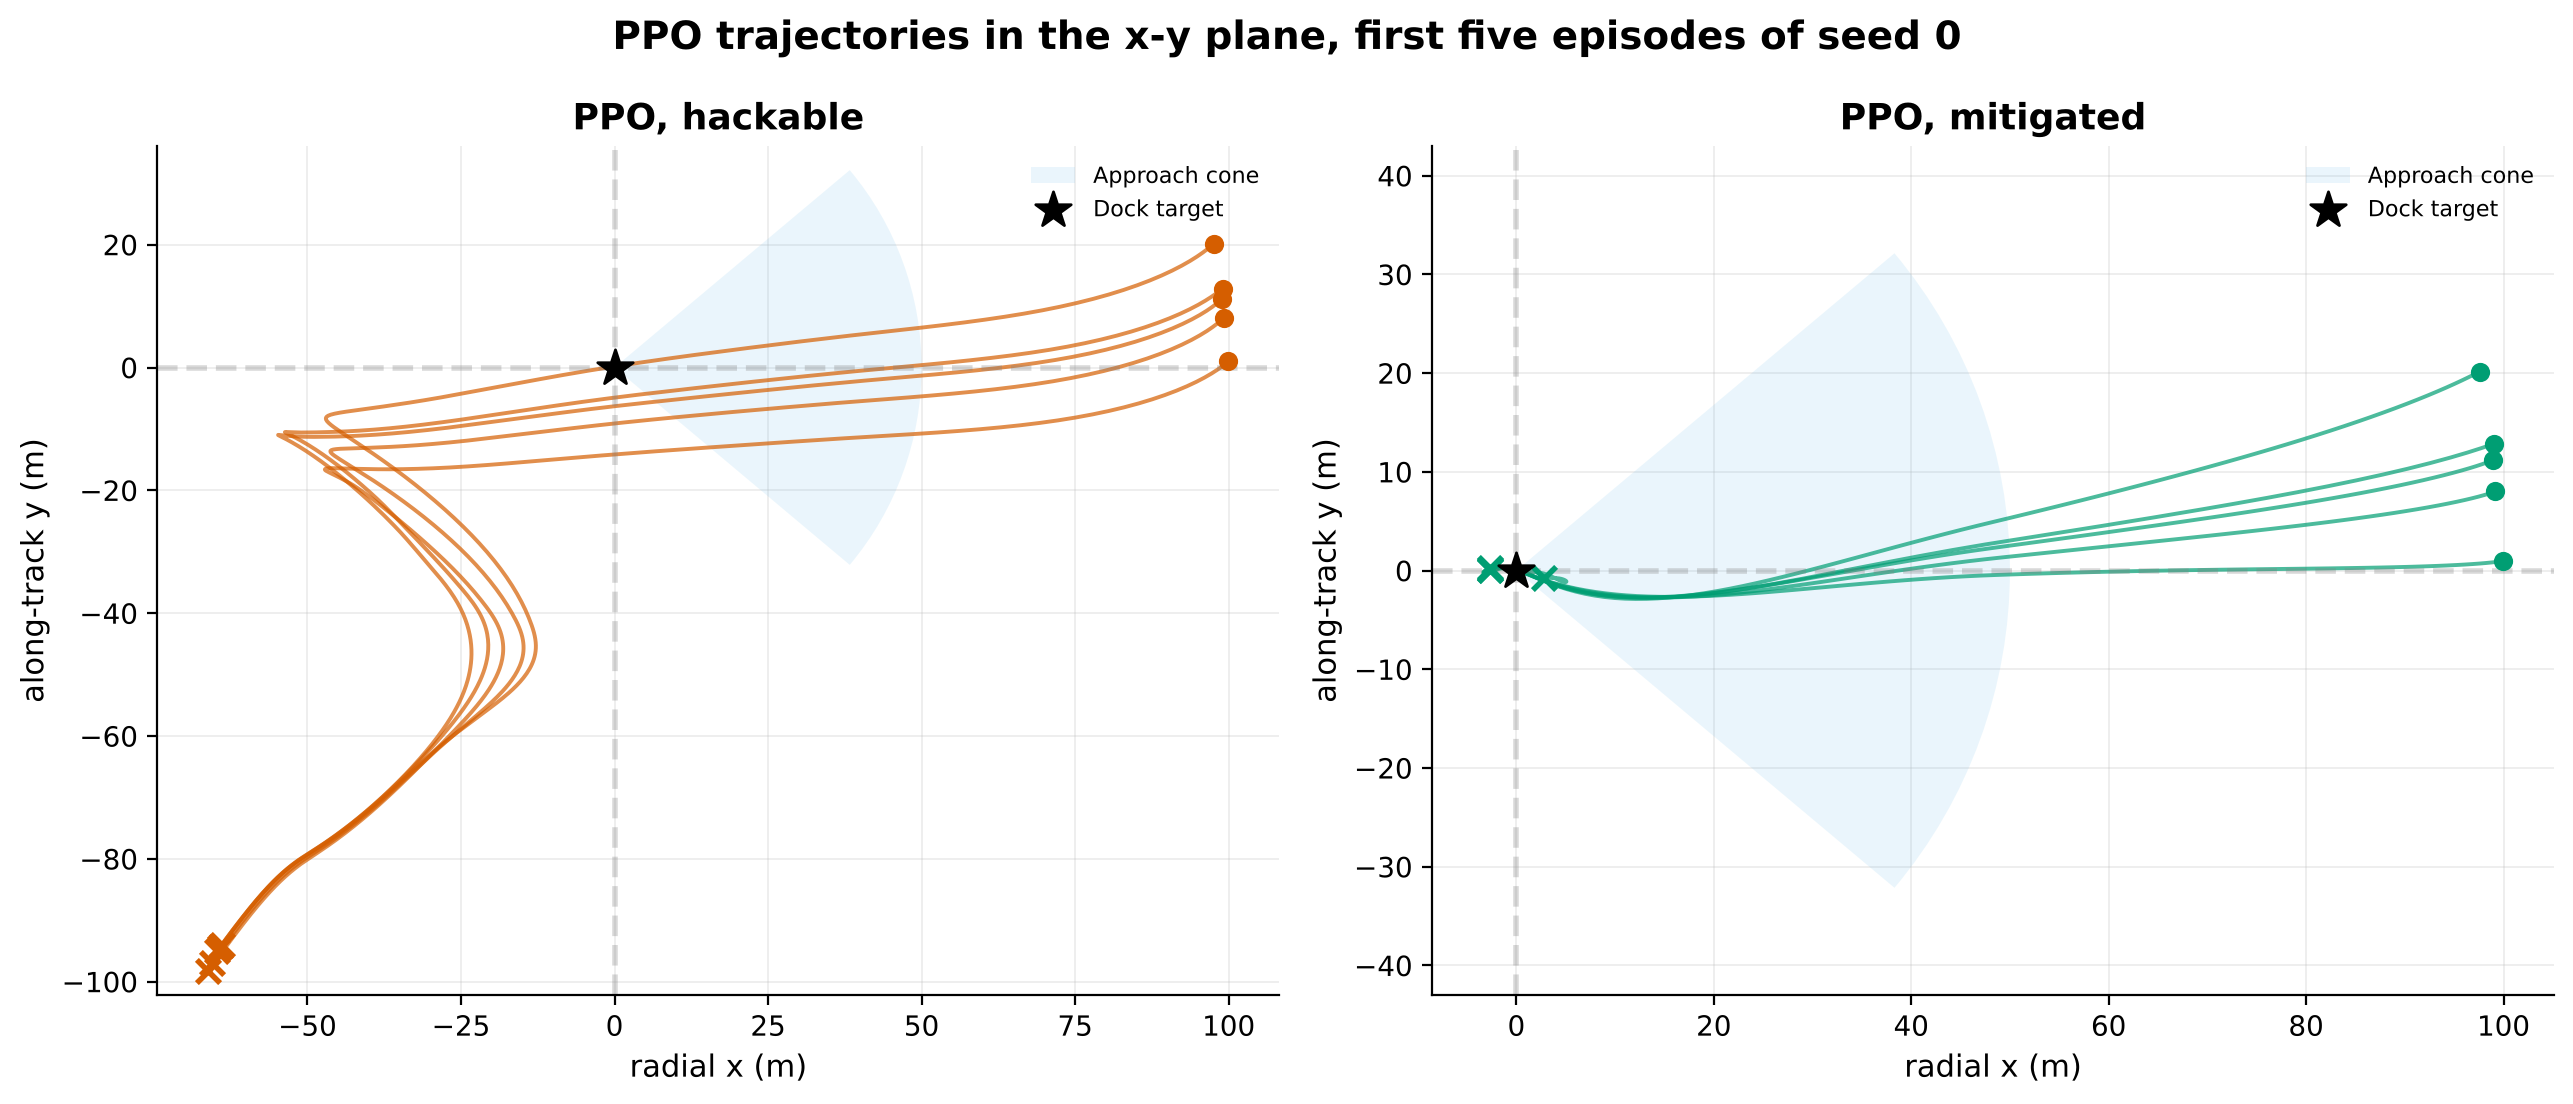 PPO trajectories in the x-y plane, first five episodes of seed 0
PPO, hackable
Approach cone
Dock target
20
0
−20
−40
−60
−80
−100
along-track y (m)
−50
−25
0
25
50
75
100
radial x (m)
PPO, mitigated
Approach cone
Dock target
40
30
20
10
0
−10
−20
−30
−40
along-track y (m)
0
20
40
60
80
100
radial x (m)